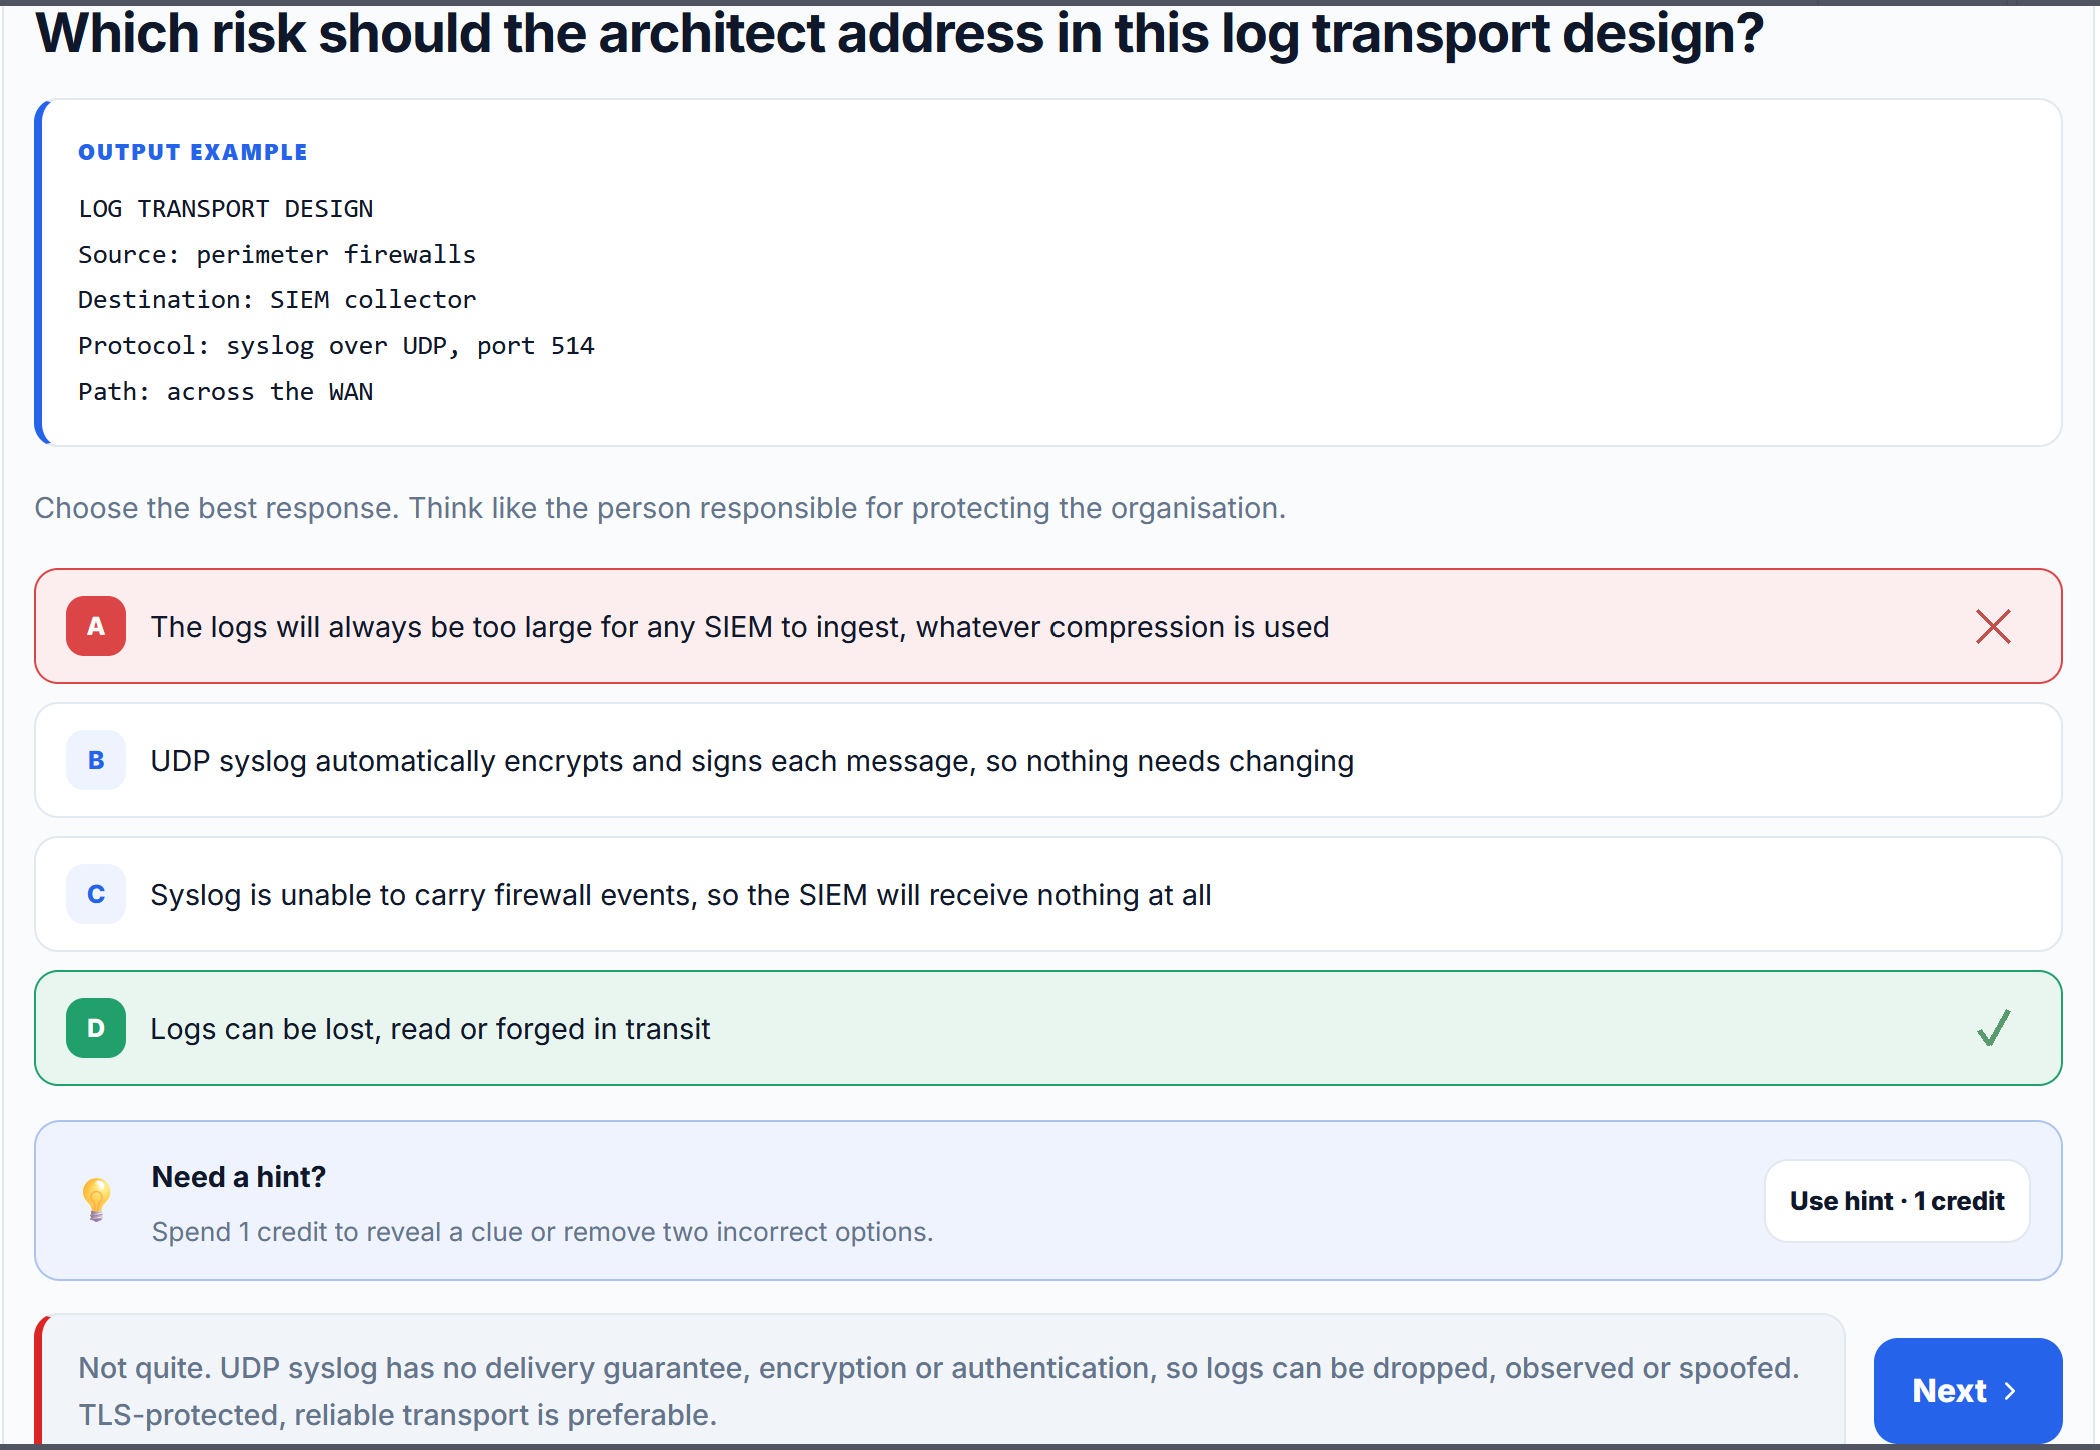 Which risk should the architect address in this log transport design?
OUTPUT EXAMPLE
LOG TRANSPORT DESIGN
Source: perimeter firewalls
Destination: SIEM collector
Protocol: syslog over UDP, port 514
Path: across the WAN
Choose the best response. Think like the person responsible for protecting the organisation.
A The logs will always be too large for any SIEM to ingest, whatever compression is used
B UDP syslog automatically encrypts and signs each message, so nothing needs changing
C Syslog is unable to carry firewall events, so the SIEM will receive nothing at all
D Logs can be lost, read or forged in transit
Need a hint?
Spend 1 credit to reveal a clue or remove two incorrect options.
Use hint · 1 credit
Not quite. UDP syslog has no delivery guarantee, encryption or authentication, so logs can be dropped, observed or spoofed.
TLS-protected, reliable transport is preferable.
Next